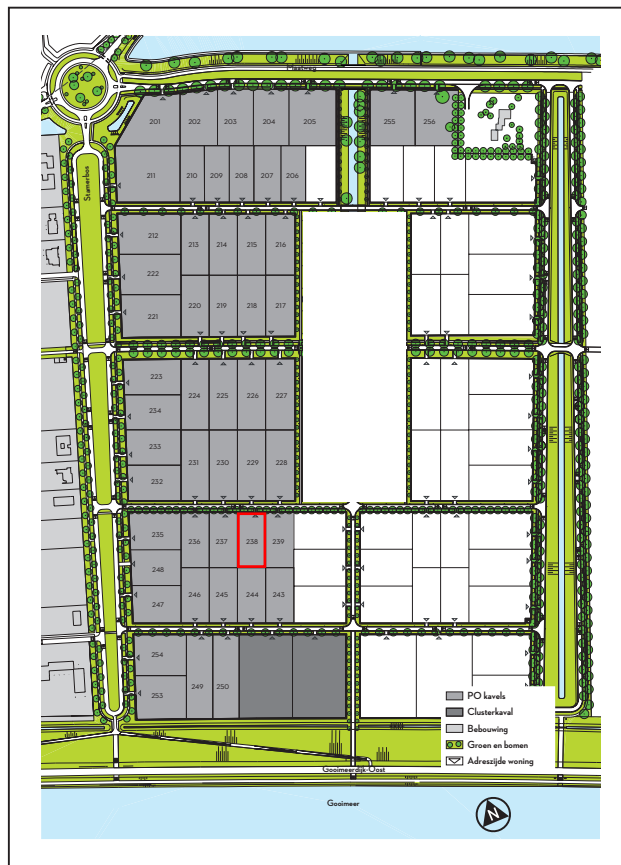 Stamerbos
201 202 203 204 205 255 256
211 210 209 208 207 206
212 213 214 215 216
222
221 220 219 218 217
223 224 225 226 227
234
233 231 230 229 228
232
235 236 237 238 239
248
247 246 245 244 243
254
253 249 250
PO kavels
Clusterkaval
Bebouwing
Groen en bomen
Adreszijde woning
Gooimeerdijk-Oost
Gooimeer
N